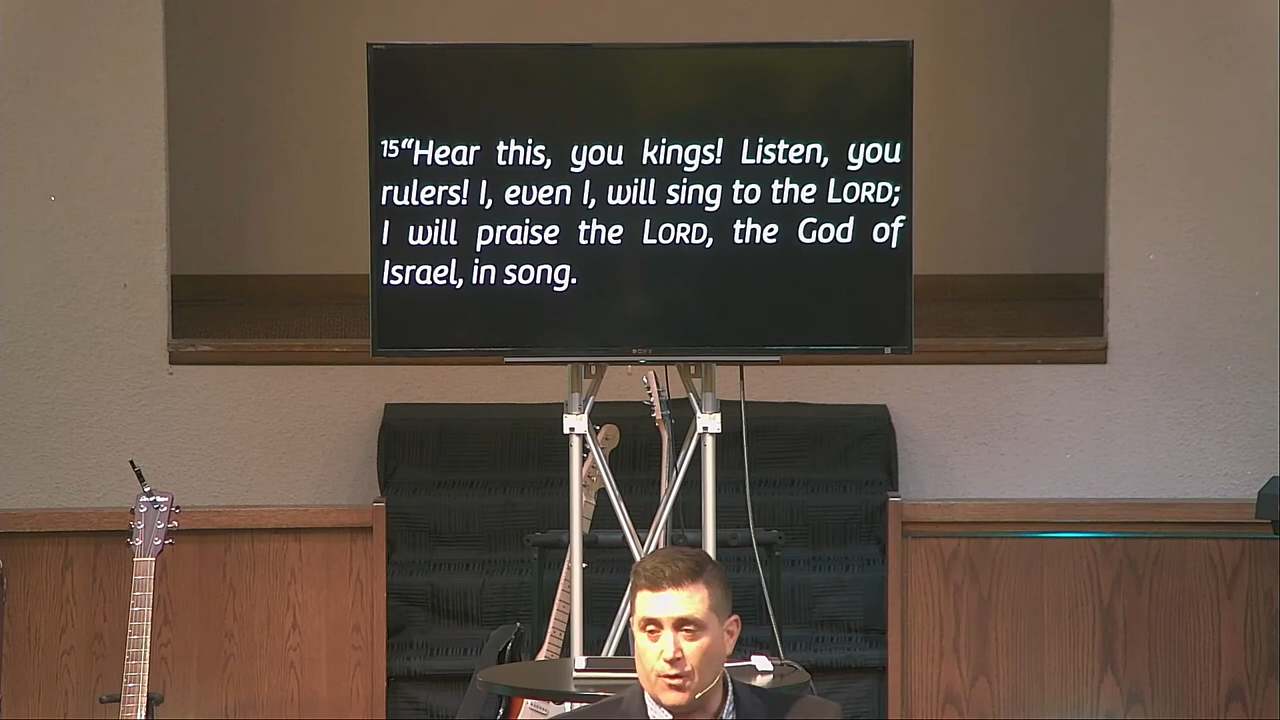 15“Hear this, you kings! Listen, you
rulers! I, even I, will sing to the LORD;
I will praise the LORD, the God of
Israel, in song.
SONY